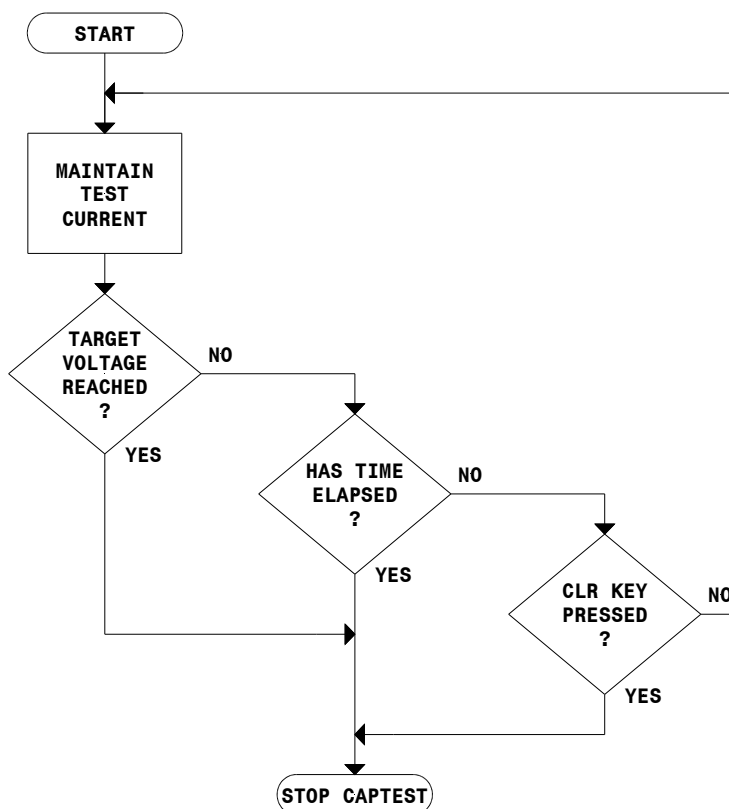 START
MAINTAIN
TEST
CURRENT
TARGET
VOLTAGE
REACHED
?
NO
YES
HAS TIME
ELAPSED
?
NO
YES
CLR KEY
PRESSED
?
NO
YES
STOP CAPTEST